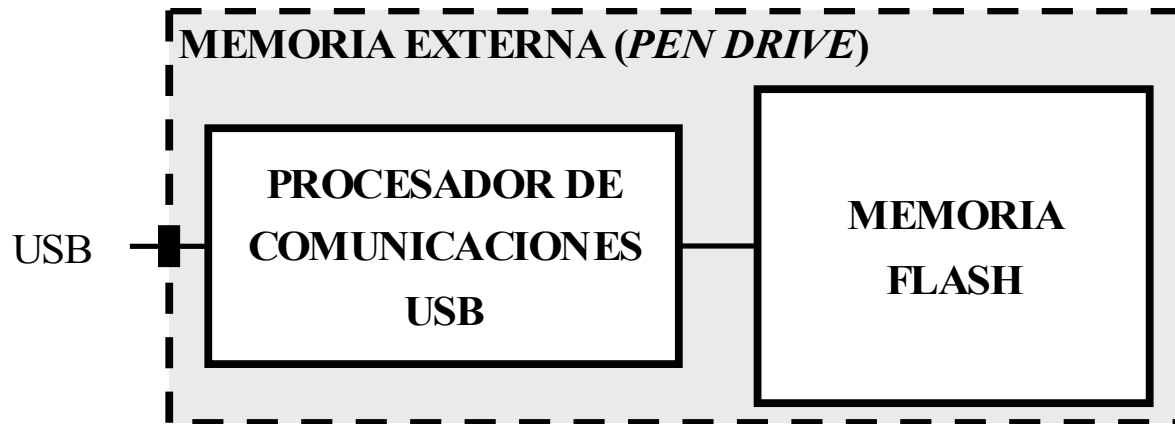 MEMORIA EXTERNA (PEN DRIVE)
USB
PROCESADOR DE
COMUNICACIONES
USB
MEMORIA
FLASH